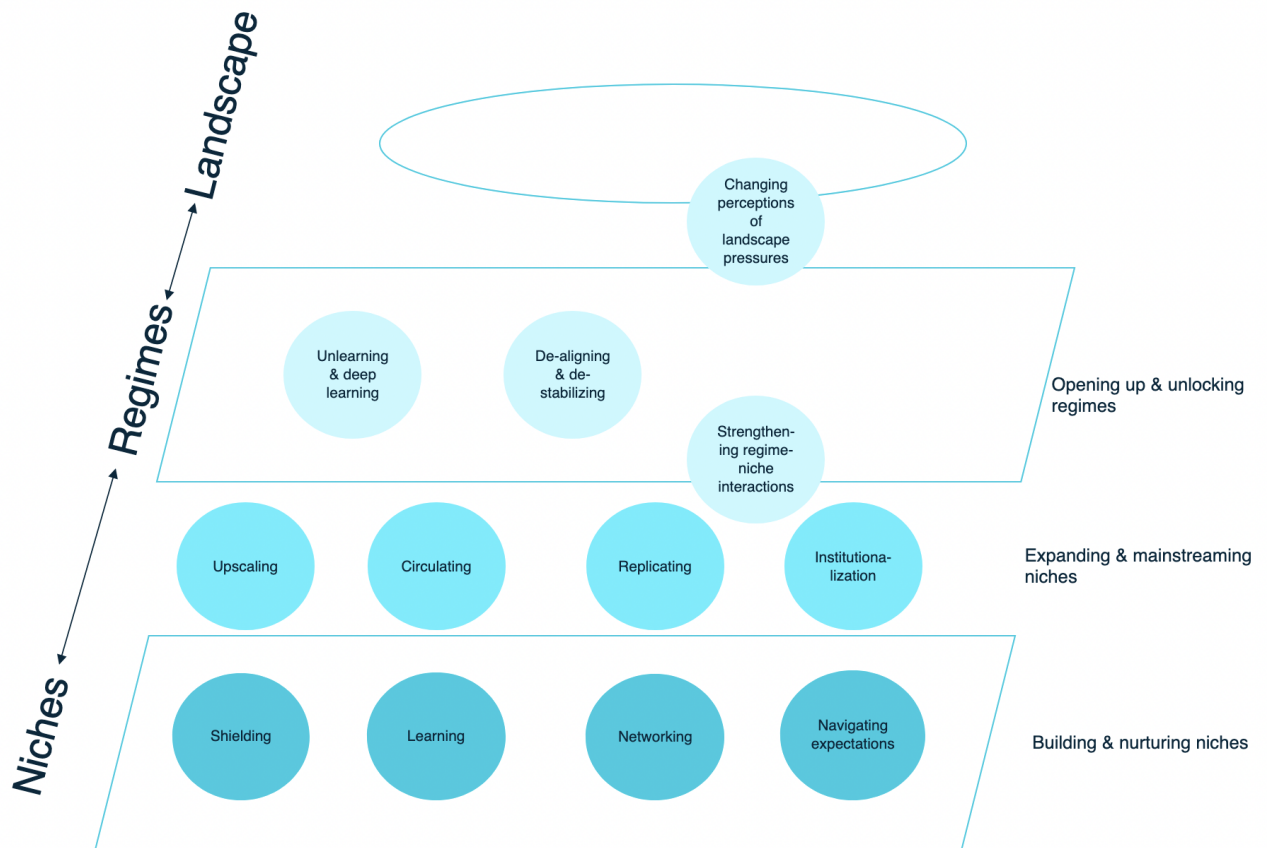 Landscape
Changing
perceptions
of
landscape
pressures
Regimes
Unlearning
& deep
learning
De-aligning
& de-
stabilizing
Strengthen-
ing regime-
niche
interactions
Opening up & unlocking
regimes
Upscaling
Circulating
Replicating
Institutiona-
lization
Expanding & mainstreaming
niches
Niches
Shielding
Learning
Networking
Navigating
expectations
Building & nurturing niches